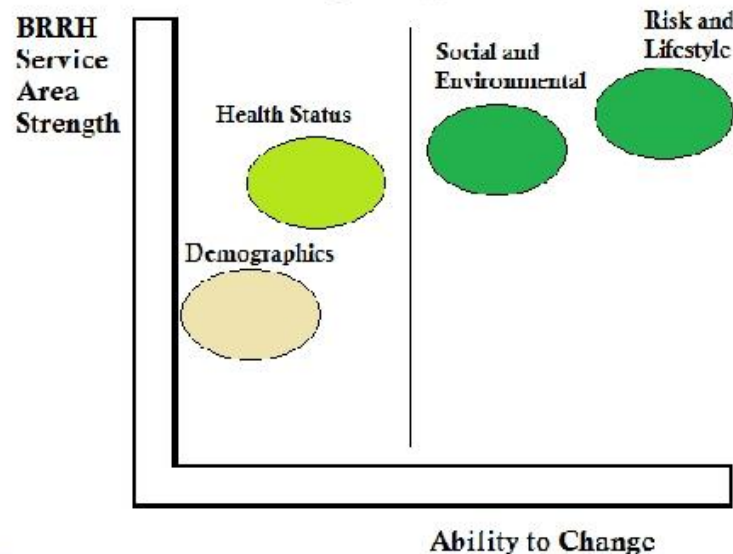 BRRH
Service
Area
Strength
Risk and
Lifestyle
Social and
Environmental
Health Status
Demographics
Ability to Change